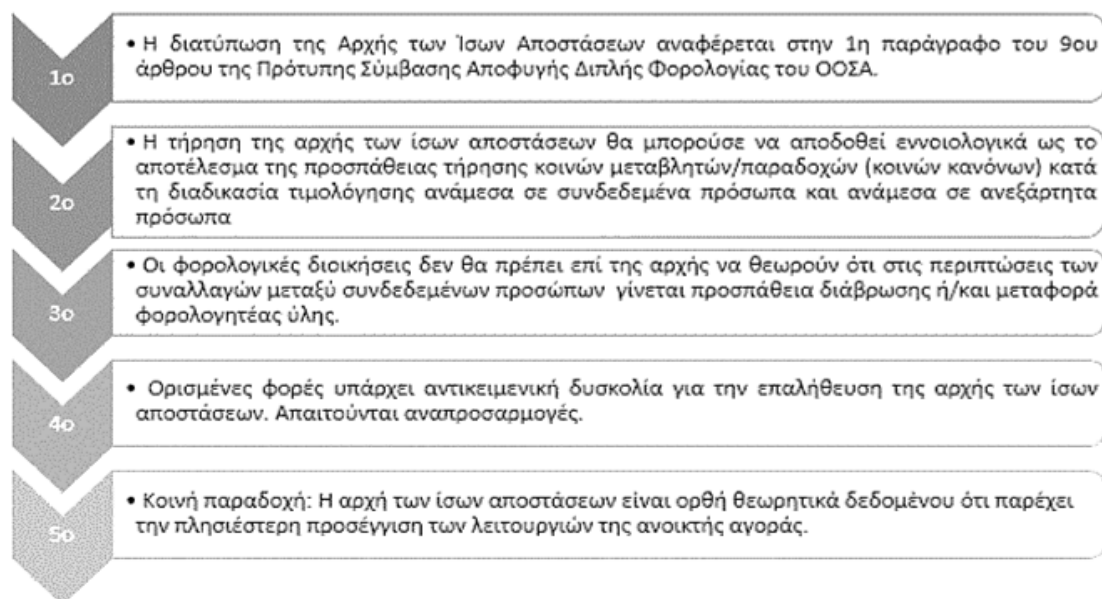 1ο
• Η διατύπωση της Αρχής των Ίσων Αποστάσεων αναφέρεται στην 1η παράγραφο του 9ου
άρθρου της Πρότυπης Σύμβασης Αποφυγής Διπλής Φορολογίας του ΟΟΣΑ.
2ο
• Η τήρηση της αρχής των ίσων αποστάσεων θα μπορούσε να αποδοθεί εννοιολογικά ως το
αποτέλεσμα της προσπάθειας τήρησης κοινών μεταβλητών/παραδοχών (κοινών κανόνων) κατά
τη διαδικασία τιμολόγησης ανάμεσα σε συνδεδεμένα πρόσωπα και ανάμεσα σε ανεξάρτητα
πρόσωπα
3ο
• Οι φορολογικές διοικήσεις δεν θα πρέπει επί της αρχής να θεωρούν ότι στις περιπτώσεις των
συναλλαγών μεταξύ συνδεδεμένων προσώπων γίνεται προσπάθεια διάβρωσης ή/και μεταφορά
φορολογητέας ύλης.
4ο
• Ορισμένες φορές υπάρχει αντικειμενική δυσκολία για την επαλήθευση της αρχής των ίσων
αποστάσεων. Απαιτούνται αναπροσαρμογές.
5ο
• Κοινή παραδοχή: Η αρχή των ίσων αποστάσεων είναι ορθή θεωρητικά δεδομένου ότι παρέχει
την πλησιέστερη προσέγγιση των λειτουργιών της ανοικτής αγοράς.